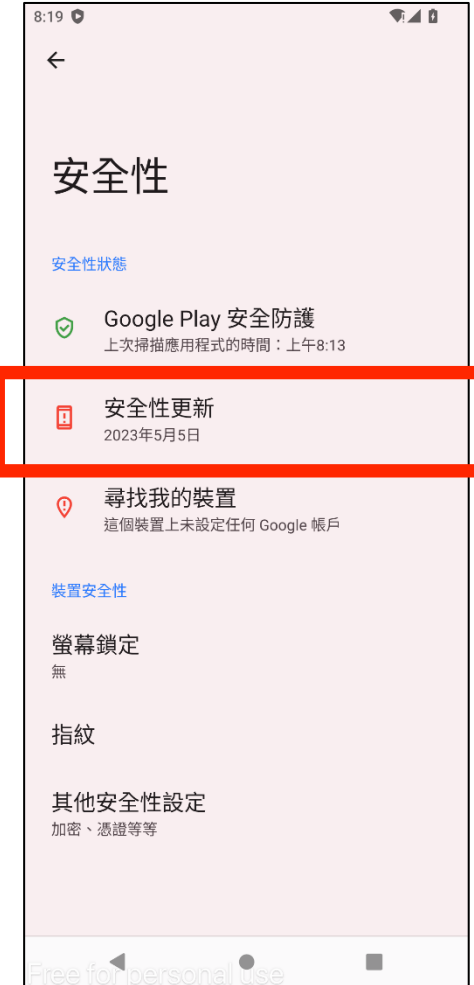 8:19
安全性
安全性狀態
Google Play 安全防護
上次掃描應用程式的時間：上午8:13
安全性更新
2023年5月5日
尋找我的裝置
這個裝置上未設定任何 Google 帳戶
裝置安全性
螢幕鎖定
無
指紋
其他安全性設定
加密、憑證等等
Free for personal use